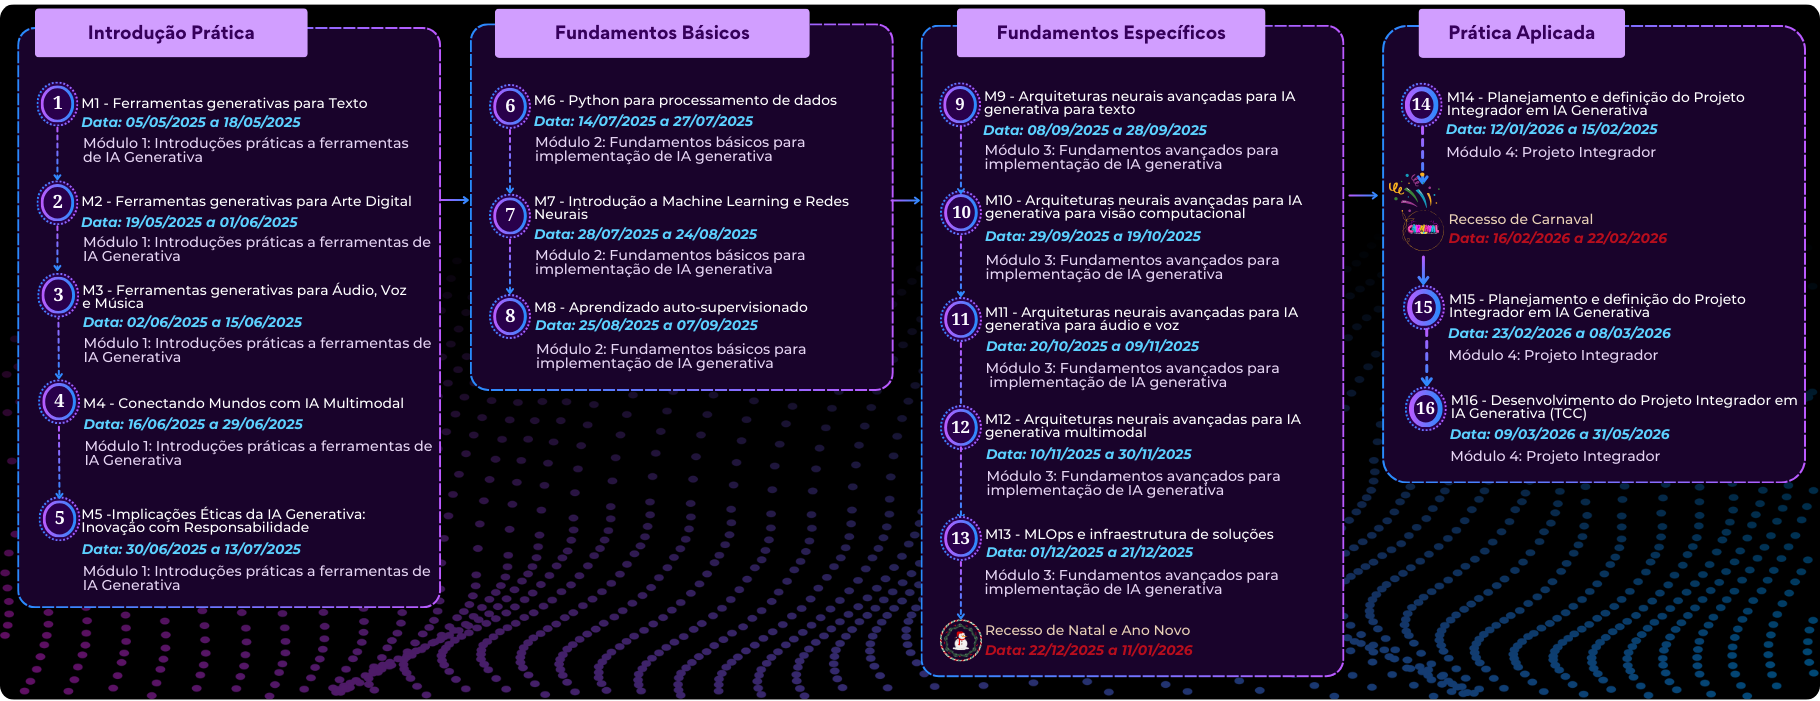 Introdução Prática
1
M1 - Ferramentas generativas para Texto
Data: 05/05/2025 a 18/05/2025
Módulo 1: Introduções práticas a ferramentas
de IA Generativa
2
M2 - Ferramentas generativas para Arte Digital
Data: 19/05/2025 a 01/06/2025
Módulo 1: Introduções práticas a ferramentas de
IA Generativa
3
M3 - Ferramentas generativas para Áudio, Voz
e Música
Data: 02/06/2025 a 15/06/2025
Módulo 1: Introduções práticas a ferramentas de
IA Generativa
4
M4 - Conectando Mundos com IA Multimodal
Data: 16/06/2025 a 29/06/2025
Módulo 1: Introduções práticas a ferramentas de
IA Generativa
5
M5 -Implicações Éticas da IA Generativa:
Inovação com Responsabilidade
Data: 30/06/2025 a 13/07/2025
Módulo 1: Introduções práticas a ferramentas de
IA Generativa
Fundamentos Básicos
6
M6 - Python para processamento de dados
Data: 14/07/2025 a 27/07/2025
Módulo 2: Fundamentos básicos para
implementação de IA generativa
7
M7 - Introdução a Machine Learning e Redes
Neurais
Data: 28/07/2025 a 24/08/2025
Módulo 2: Fundamentos básicos para
implementação de IA generativa
8
M8 - Aprendizado auto-supervisionado
Data: 25/08/2025 a 07/09/2025
Módulo 2: Fundamentos básicos para
implementação de IA generativa
Fundamentos Específicos
9
M9 - Arquiteturas neurais avançadas para IA
generativa para texto
Data: 08/09/2025 a 28/09/2025
Módulo 3: Fundamentos avançados para
implementação de IA generativa
10
M10 - Arquiteturas neurais avançadas para IA
generativa para visão computacional
Data: 29/09/2025 a 19/10/2025
Módulo 3: Fundamentos avançados para
implementação de IA generativa
11
M11 - Arquiteturas neurais avançadas para IA
generativa para áudio e voz
Data: 20/10/2025 a 09/11/2025
Módulo 3: Fundamentos avançados para
implementação de IA generativa
12
M12 - Arquiteturas neurais avançadas para IA
generativa multimodal
Data: 10/11/2025 a 30/11/2025
Módulo 3: Fundamentos avançados para
implementação de IA generativa
13
M13 - MLOps e infraestrutura de soluções
Data: 01/12/2025 a 21/12/2025
Módulo 3: Fundamentos avançados para
implementação de IA generativa
Recesso de Natal e Ano Novo
Data: 22/12/2025 a 11/01/2026
Prática Aplicada
14
M14 - Planejamento e definição do Projeto
Integrador em IA Generativa
Data: 12/01/2026 a 15/02/2025
Módulo 4: Projeto Integrador
CARNAVAL
Recesso de Carnaval
Data: 16/02/2026 a 22/02/2026
15
M15 - Planejamento e definição do Projeto
Integrador em IA Generativa
Data: 23/02/2026 a 08/03/2026
Módulo 4: Projeto Integrador
16
M16 - Desenvolvimento do Projeto Integrador em
IA Generativa (TCC)
Data: 09/03/2026 a 31/05/2026
Módulo 4: Projeto Integrador